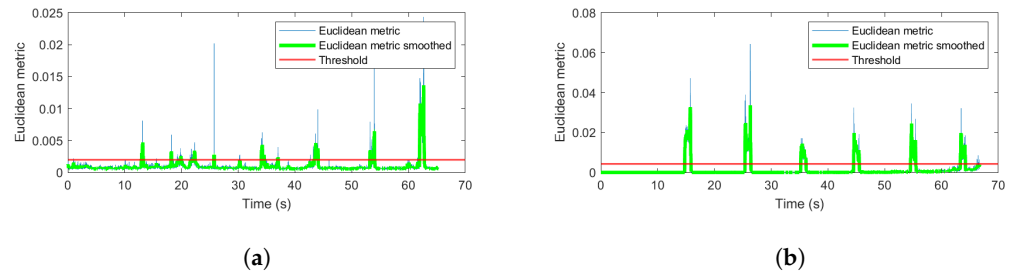 0.025
0.02
0.015
0.01
0.005
0
Euclidean metric
0 10 20 30 40 50 60 70
Time (s)
Euclidean metric
Euclidean metric smoothed
Threshold
(a)
0.08
0.06
0.04
0.02
0
Euclidean metric
0 10 20 30 40 50 60 70
Time (s)
Euclidean metric
Euclidean metric smoothed
Threshold
(b)